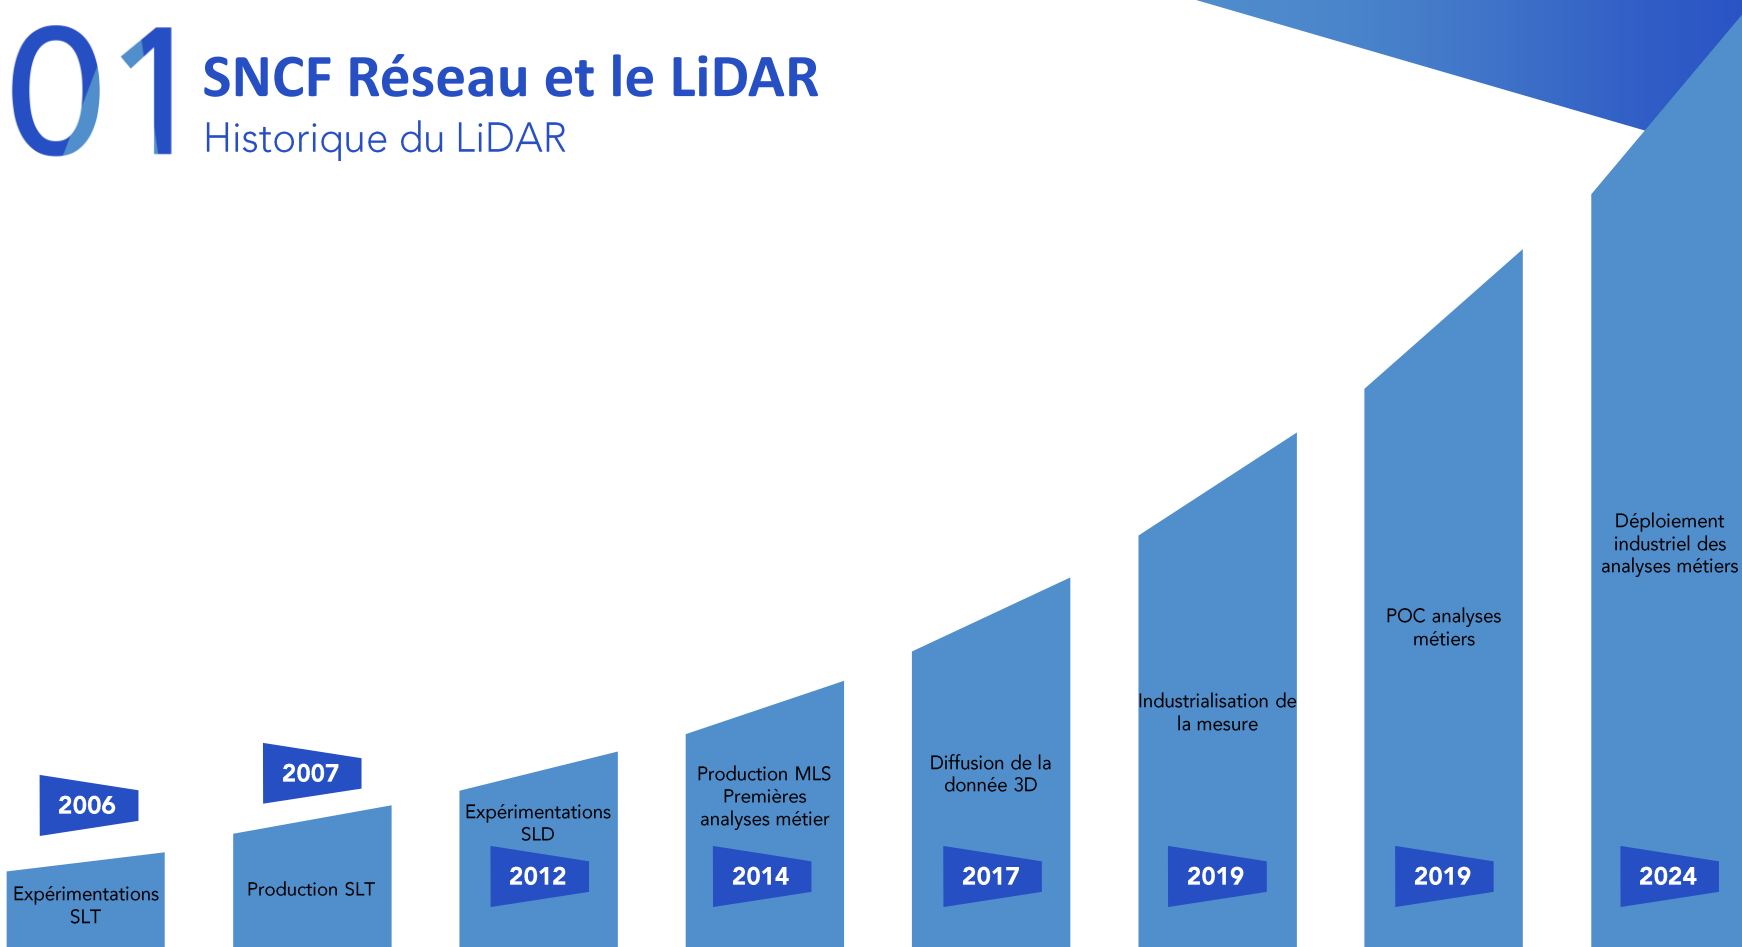 01
SNCF Réseau et le LiDAR
Historique du LiDAR
2006
Expérimentations
SLT
2007
Production SLT
Expérimentations
SLD
2012
Production MLS
Premières
analyses métier
2014
Diffusion de la
donnée 3D
2017
Industrialisation de
la mesure
2019
POC analyses
métiers
2019
Déploiement
industriel des
analyses métiers
2024